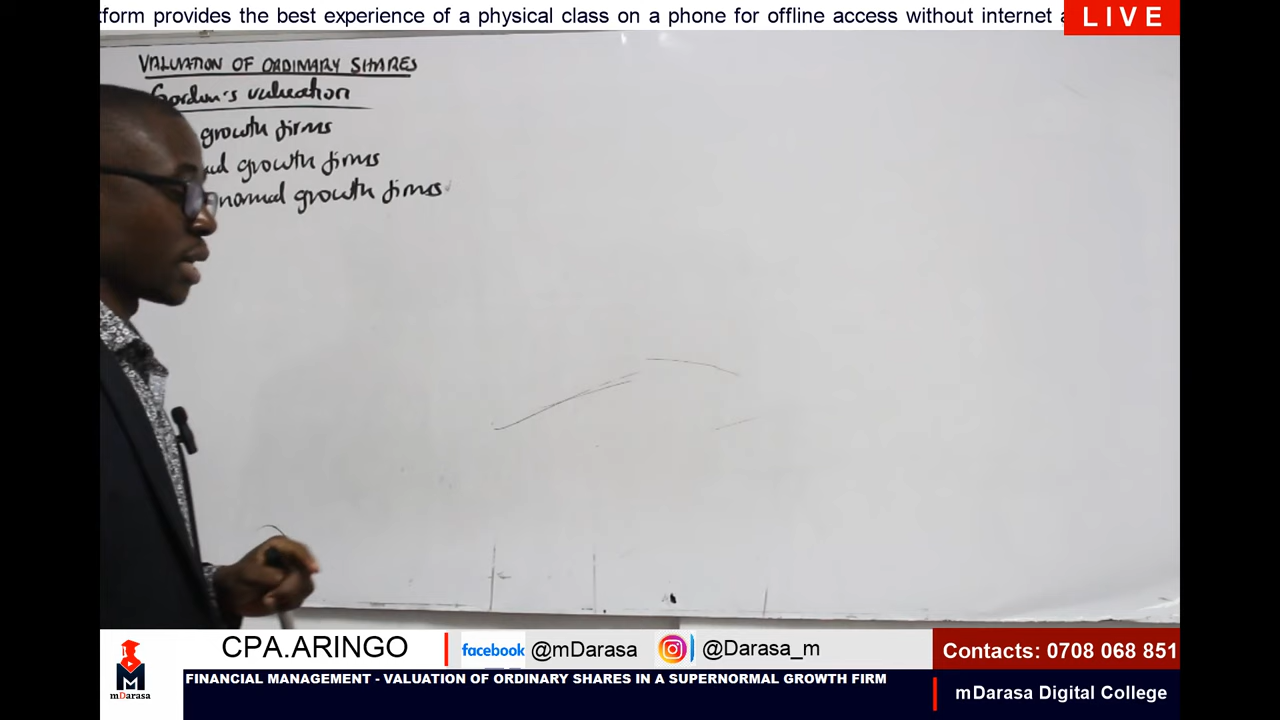 form provides the best experience of a physical class on a phone for offline access without internet
LIVE
VALUATION OF ORDINARY SHARES
Gordon's valuation
growth firms
growth firms
normal growth firms
CPA.ARINGO
facebook @mDarasa
@Darasa_m
Contacts: 0708 068 851
M
mDarasa
FINANCIAL MANAGEMENT - VALUATION OF ORDINARY SHARES IN A SUPERNORMAL GROWTH FIRM
mDarasa Digital College